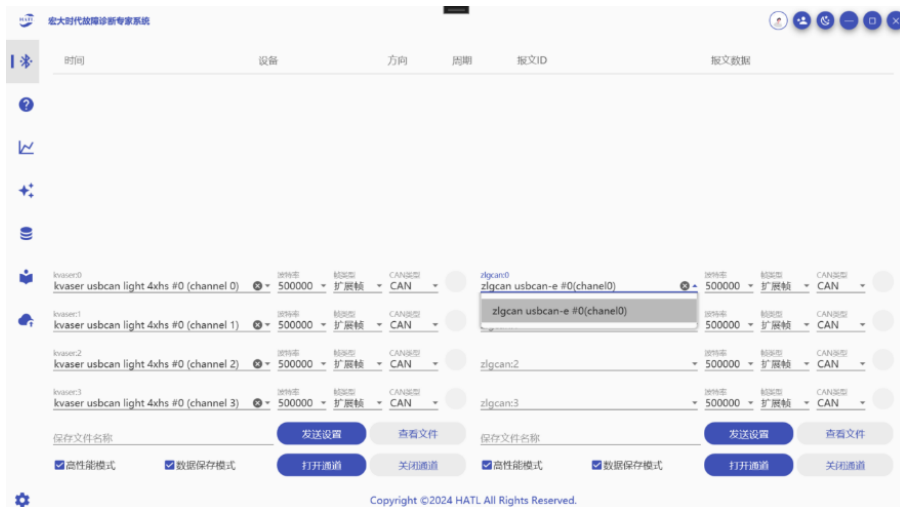 HATL 宏大时代故障诊断专家系统
时间 设备 方向 周期 报文ID 报文数据
kvaser:0 波特率 帧类型 CAN类型 zlgcan:0 波特率 帧类型 CAN类型
kvaser usbcan light 4xhs #0 (channel 0) 500000 扩展帧 CAN zlgcan usbcan-e #0(chanel0) 500000 扩展帧 CAN
zlgcan usbcan-e #0(chanel0)
kvaser:1 波特率 帧类型 CAN类型 波特率 帧类型 CAN类型
kvaser usbcan light 4xhs #0 (channel 1) 500000 扩展帧 CAN 500000 扩展帧 CAN
kvaser:2 波特率 帧类型 CAN类型 波特率 帧类型 CAN类型
kvaser usbcan light 4xhs #0 (channel 2) 500000 扩展帧 CAN zlgcan:2 500000 扩展帧 CAN
kvaser:3 波特率 帧类型 CAN类型 波特率 帧类型 CAN类型
kvaser usbcan light 4xhs #0 (channel 3) 500000 扩展帧 CAN zlgcan:3 500000 扩展帧 CAN
保存文件名称 发送设置 查看文件 保存文件名称 发送设置 查看文件
高性能模式 数据保存模式 打开通道 关闭通道 高性能模式 数据保存模式 打开通道 关闭通道
Copyright ©2024 HATL All Rights Reserved.